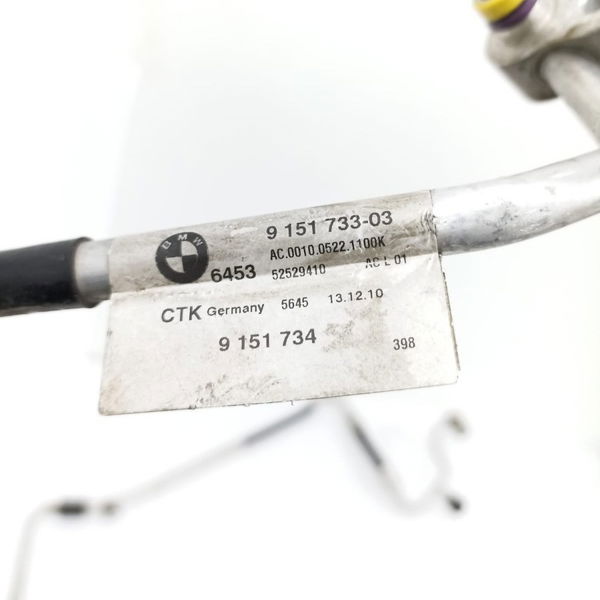 9 151 733-03
AC.0010.0522.1100K
BMW
6453 52529410 AC L 01
CTK Germany 5645 13.12.10
9 151 734 398